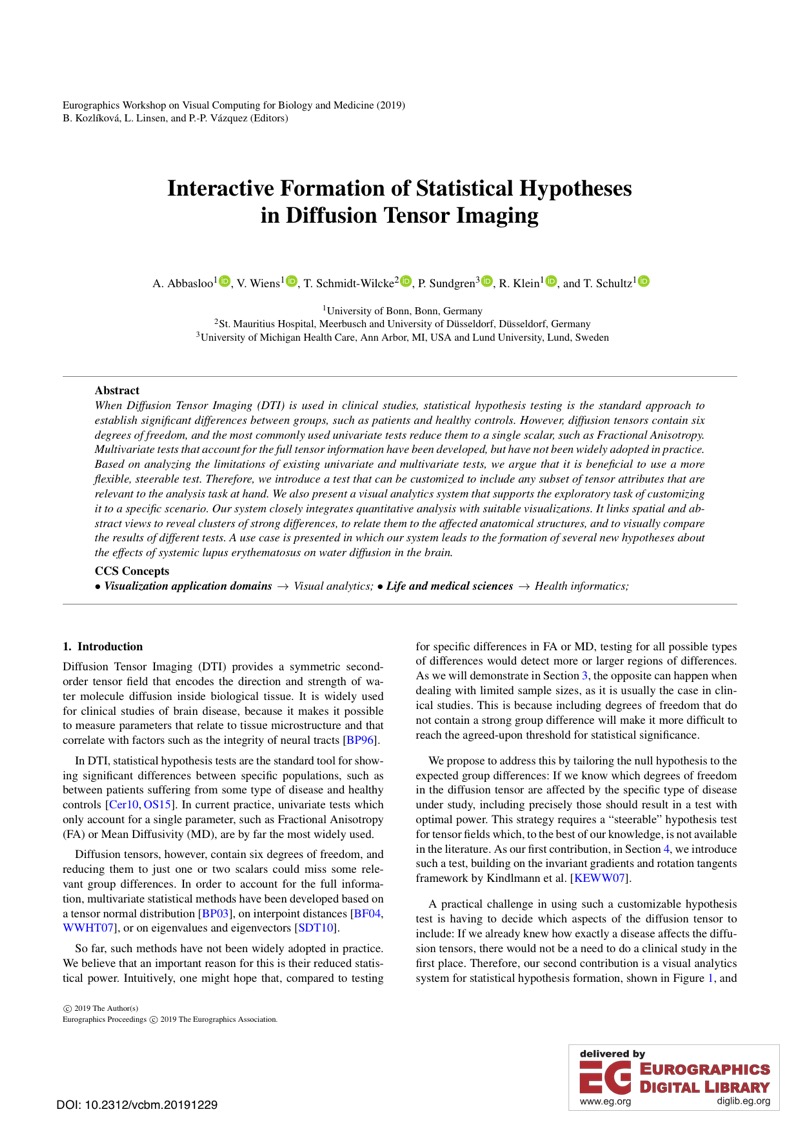 Eurographics Workshop on Visual Computing for Biology and Medicine (2019)
B. Kozlíková, L. Linsen, and P.-P. Vázquez (Editors)
Interactive Formation of Statistical Hypotheses
in Diffusion Tensor Imaging
A. Abbasloo¹ iD, V. Wiens¹ iD, T. Schmidt-Wilcke² iD, P. Sundgren³ iD, R. Klein¹ iD, and T. Schultz¹ iD
¹University of Bonn, Bonn, Germany
²St. Mauritius Hospital, Meerbusch and University of Düsseldorf, Düsseldorf, Germany
³University of Michigan Health Care, Ann Arbor, MI, USA and Lund University, Lund, Sweden
Abstract
When Diffusion Tensor Imaging (DTI) is used in clinical studies, statistical hypothesis testing is the standard approach to
establish significant differences between groups, such as patients and healthy controls. However, diffusion tensors contain six
degrees of freedom, and the most commonly used univariate tests reduce them to a single scalar, such as Fractional Anisotropy.
Multivariate tests that account for the full tensor information have been developed, but have not been widely adopted in practice.
Based on analyzing the limitations of existing univariate and multivariate tests, we argue that it is beneficial to use a more
flexible, steerable test. Therefore, we introduce a test that can be customized to include any subset of tensor attributes that are
relevant to the analysis task at hand. We also present a visual analytics system that supports the exploratory task of customizing
it to a specific scenario. Our system closely integrates quantitative analysis with suitable visualizations. It links spatial and ab-
stract views to reveal clusters of strong differences, to relate them to the affected anatomical structures, and to visually compare
the results of different tests. A use case is presented in which our system leads to the formation of several new hypotheses about
the effects of systemic lupus erythematosus on water diffusion in the brain.
CCS Concepts
• Visualization application domains → Visual analytics; • Life and medical sciences → Health informatics;
1. Introduction
Diffusion Tensor Imaging (DTI) provides a symmetric second-
order tensor field that encodes the direction and strength of wa-
ter molecule diffusion inside biological tissue. It is widely used
for clinical studies of brain disease, because it makes it possible
to measure parameters that relate to tissue microstructure and that
correlate with factors such as the integrity of neural tracts [BP96].
In DTI, statistical hypothesis tests are the standard tool for show-
ing significant differences between specific populations, such as
between patients suffering from some type of disease and healthy
controls [Cer10, OS15]. In current practice, univariate tests which
only account for a single parameter, such as Fractional Anisotropy
(FA) or Mean Diffusivity (MD), are by far the most widely used.
Diffusion tensors, however, contain six degrees of freedom, and
reducing them to just one or two scalars could miss some rele-
vant group differences. In order to account for the full informa-
tion, multivariate statistical methods have been developed based on
a tensor normal distribution [BP03], on interpoint distances [BF04,
WWHT07], or on eigenvalues and eigenvectors [SDT10].
So far, such methods have not been widely adopted in practice.
We believe that an important reason for this is their reduced statis-
tical power. Intuitively, one might hope that, compared to testing
for specific differences in FA or MD, testing for all possible types
of differences would detect more or larger regions of differences.
As we will demonstrate in Section 3, the opposite can happen when
dealing with limited sample sizes, as it is usually the case in clin-
ical studies. This is because including degrees of freedom that do
not contain a strong group difference will make it more difficult to
reach the agreed-upon threshold for statistical significance.
We propose to address this by tailoring the null hypothesis to the
expected group differences: If we know which degrees of freedom
in the diffusion tensor are affected by the specific type of disease
under study, including precisely those should result in a test with
optimal power. This strategy requires a “steerable” hypothesis test
for tensor fields which, to the best of our knowledge, is not available
in the literature. As our first contribution, in Section 4, we introduce
such a test, building on the invariant gradients and rotation tangents
framework by Kindlmann et al. [KEWW07].
A practical challenge in using such a customizable hypothesis
test is having to decide which aspects of the diffusion tensor to
include: If we already knew how exactly a disease affects the diffu-
sion tensors, there would not be a need to do a clinical study in the
first place. Therefore, our second contribution is a visual analytics
system for statistical hypothesis formation, shown in Figure 1, and
© 2019 The Author(s)
Eurographics Proceedings © 2019 The Eurographics Association.
DOI: 10.2312/vcbm.20191229
delivered by
EG EUROGRAPHICS
DIGITAL LIBRARY
www.eg.org diglib.eg.org